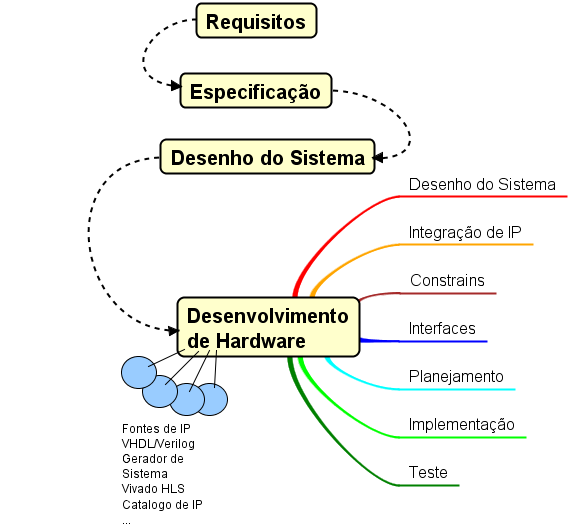 Requisitos
Especificação
Desenho do Sistema
Desenho do Sistema
Integração de IP
Constrains
Desenvolvimento
de Hardware
Interfaces
Planejamento
Implementação
Teste
Fontes de IP
VHDL/Verilog
Gerador de
Sistema
Vivado HLS
Catalogo de IP
...